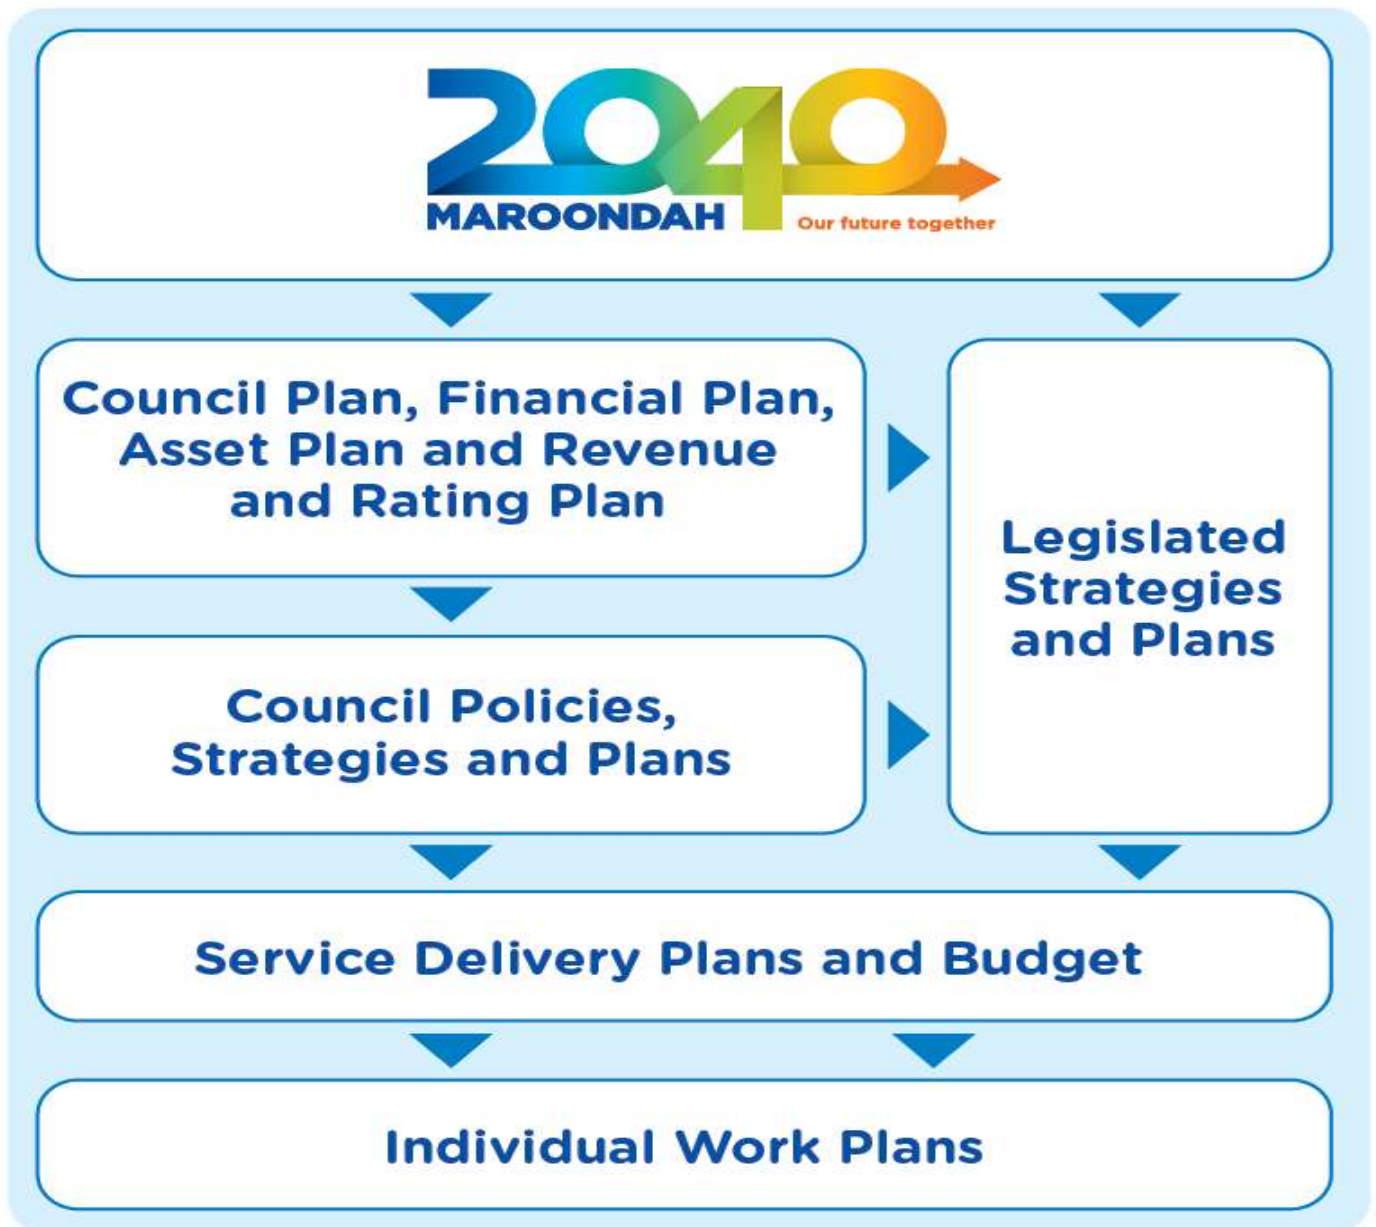 2040
MAROONDAH
Our future together
Council Plan, Financial Plan,
Asset Plan and Revenue
and Rating Plan
Legislated
Strategies
and Plans
Council Policies,
Strategies and Plans
Service Delivery Plans and Budget
Individual Work Plans